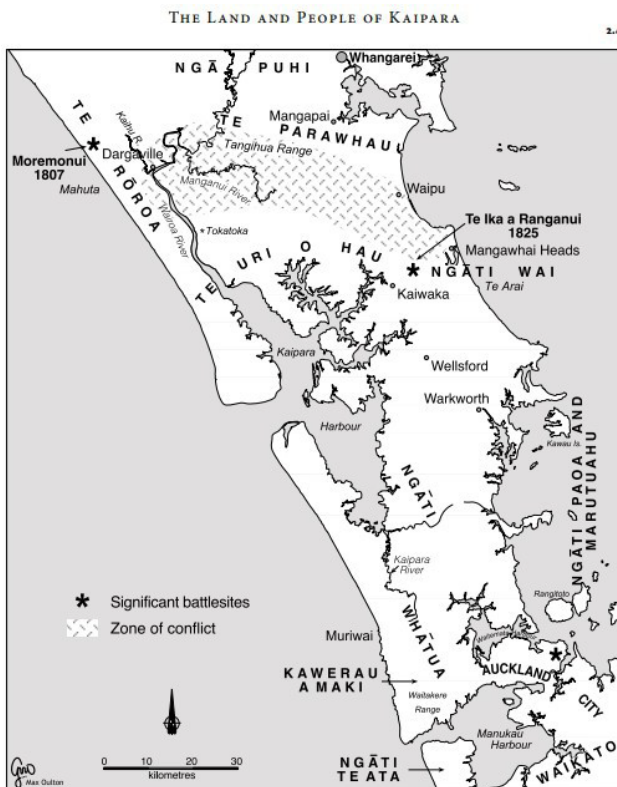 THE LAND AND PEOPLE OF KAIPARA
NGĀ PUHI
Whangarei
Mangapai
TE PARAWHAU
Kaihu R.
TE RŌROA
Moremonui
1807
Dargaville
Tangihua Range
Mahuta
Manganui River
Waipu
Wairoa River
Tokatoka
Te Ika a Ranganui
1825
Mangawhai Heads
TE URI O HAU
NGĀTI WAI
Te Arai
Kaiwaka
Kaipara
Harbour
Wellsford
Warkworth
Kawau Is.
NGĀTI PAOA AND
MARUTUAHU
NGĀTI WHĀTUA
Kaipara
River
Significant battlesites
Zone of conflict
Rangitoto
Muriwai
Waitemata Harbour
AUCKLAND CITY
KAWERAU
A MAKI
Waitakere
Range
Manukau
Harbour
WAIKATO
NGĀTI
TE ATA
0 10 20 30
kilometres
Max Oulton